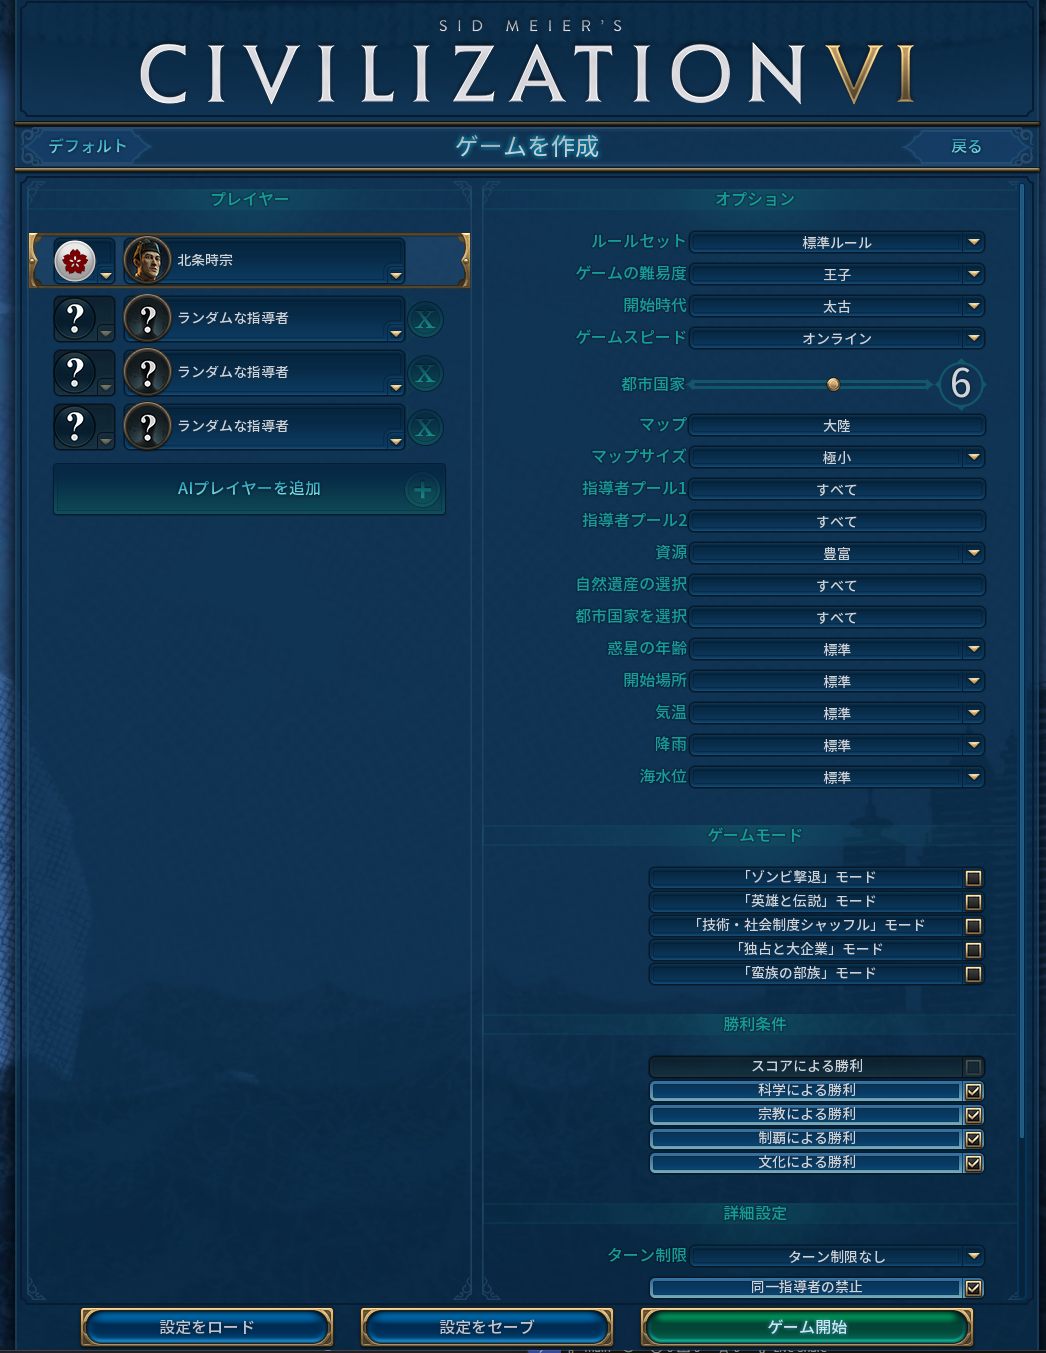 SID MEIER'S
CIVILIZATION VI
デフォルト
ゲームを作成
戻る
プレイヤー
北条時宗
? ? ランダムな指導者 X
? ? ランダムな指導者 X
? ? ランダムな指導者 X
AIプレイヤーを追加 +
オプション
ルールセット 標準ルール
ゲームの難易度 王子
開始時代 太古
ゲームスピード オンライン
都市国家 6
マップ 大陸
マップサイズ 極小
指導者プール1 すべて
指導者プール2 すべて
資源 豊富
自然遺産の選択 すべて
都市国家を選択 すべて
惑星の年齢 標準
開始場所 標準
気温 標準
降雨 標準
海水位 標準
ゲームモード
「ゾンビ撃退」モード
「英雄と伝説」モード
「技術・社会制度シャッフル」モード
「独占と大企業」モード
「蛮族の部族」モード
勝利条件
スコアによる勝利
科学による勝利
宗教による勝利
制覇による勝利
文化による勝利
詳細設定
ターン制限 ターン制限なし
同一指導者の禁止
設定をロード
設定をセーブ
ゲーム開始